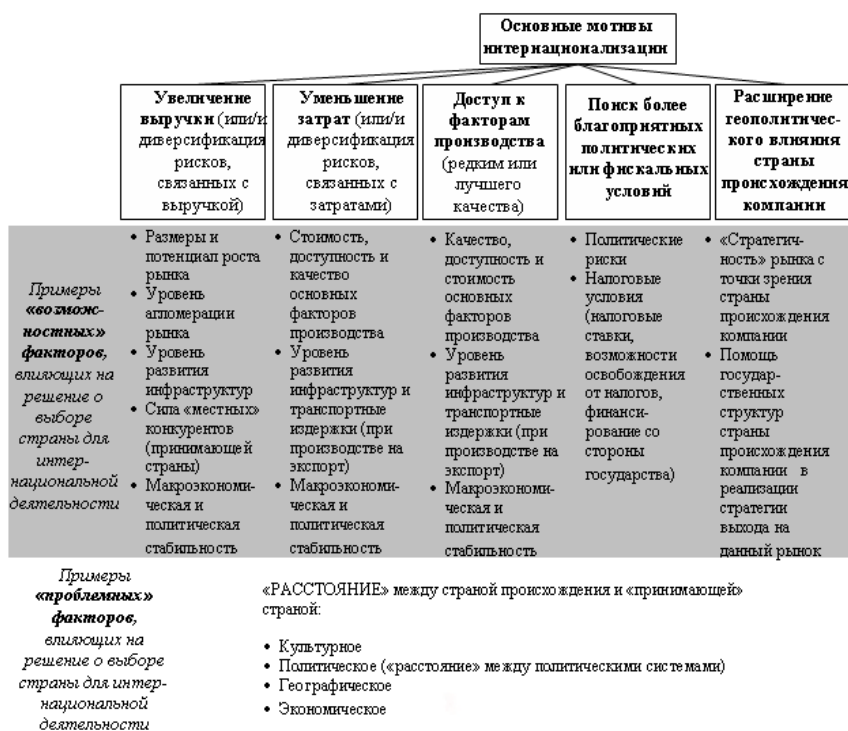 Основные мотивы
интернационализации
Увеличение
выручки (или/и
диверсификация
рисков,
связанных с
выручкой)
Уменьшение
затрат (или/и
диверсификация
рисков,
связанных с
затратами)
Доступ к
факторам
производства
(редким или
лучшего
качества)
Поиск более
благоприятных
политических
или фискальных
условий
Расширение
геополитичес-
кого влияния
страны
происхождения
компании
Примеры
«возмож-
ностных»
факторов,
влияющих на
решение о
выборе
страны для
интер-
национальной
деятельности
• Размеры и
потенциал роста
рынка
• Уровень
агломерации
рынка
• Уровень
развития
инфраструктур
• Сила «местных»
конкурентов
(принимающей
страны)
• Макроэкономи-
ческая и
политическая
стабильность
• Стоимость,
доступность и
качество
основных
факторов
производства
• Уровень
развития
инфраструктур и
транспортные
издержки (при
производстве на
экспорт)
• Макроэкономи-
ческая и
политическая
стабильность
• Качество,
доступность и
стоимость
основных
факторов
производства
• Уровень
развития
инфраструктур и
транспортные
издержки (при
производстве на
экспорт)
• Макроэкономи-
ческая и
политическая
стабильность
• Политические
риски
• Налоговые
условия
(налоговые
ставки,
возможности
освобождения
от налогов,
финанси-
рование со
стороны
государства)
• «Стратегич-
ность» рынка с
точки зрения
страны
происхождения
компании
• Помощь
государ-
ственных
структур
страны
происхождения
компании в
реализации
стратегии
выхода на
данный рынок
Примеры
«проблемных»
факторов,
влияющих на
решение о выборе
страны для интер-
национальной
деятельности
«РАССТОЯНИЕ» между страной происхождения и «принимающей»
страной:
• Культурное
• Политическое («расстояние» между политическими системами)
• Географическое
• Экономическое